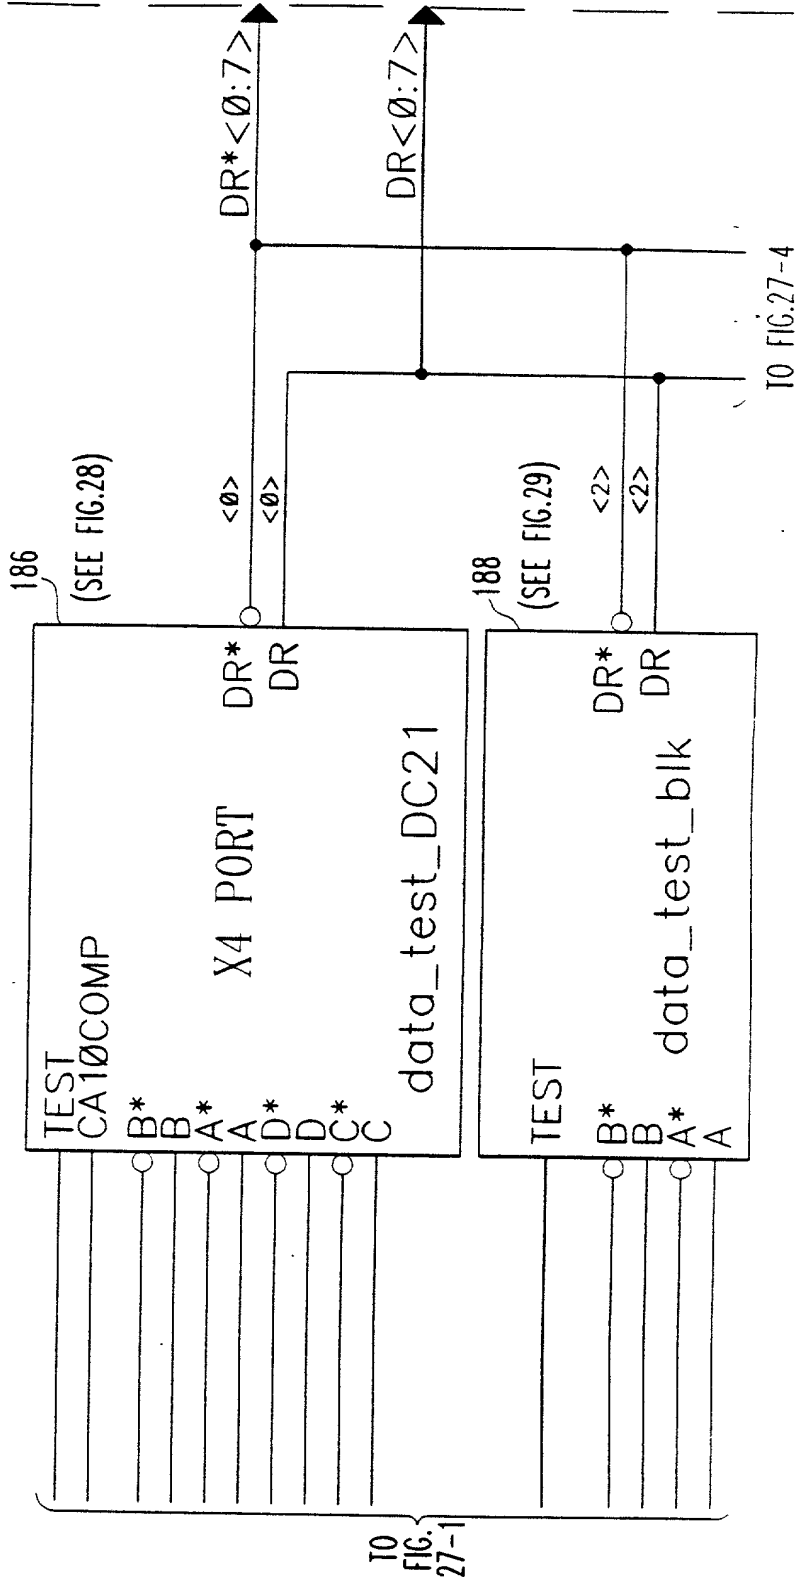 186
(SEE FIG.28)
TEST
CA1ØCOMP
B*
B
A*
A
D*
D
C*
C
X4 PORT
data_test_DC21
DR*
DR
<Ø>
<Ø>
DR*<Ø:7>
DR<Ø:7>
188
(SEE FIG.29)
TEST
B*
B
A*
A
data_test_blk
DR*
DR
<2>
<2>
TO FIG.27-4
TO
FIG.
27-1